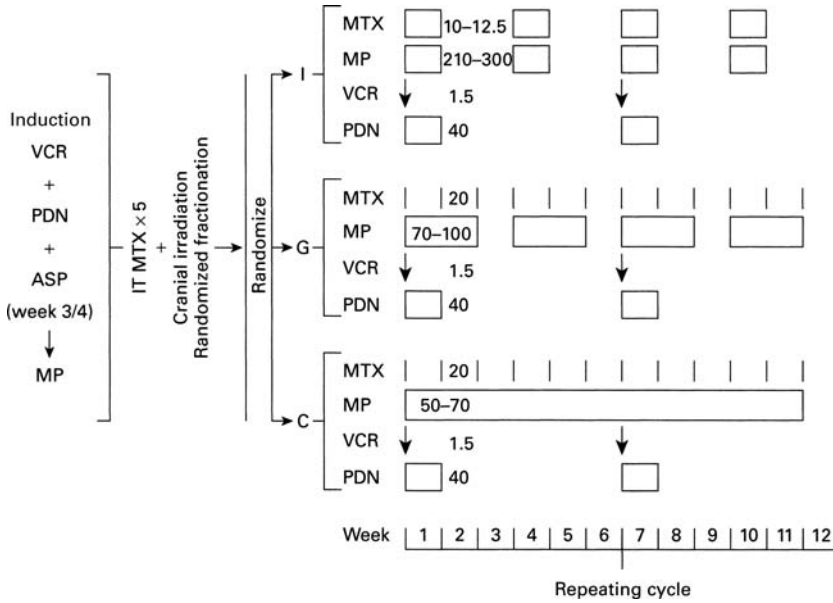 Induction
VCR
+
PDN
+
ASP
(week 3/4)
MP
IT MTX × 5
+
Cranial irradiation
Randomized fractionation
Randomize
I
MTX 10–12.5
MP 210–300
VCR 1.5
PDN 40
G
MTX 20
MP 70–100
VCR 1.5
PDN 40
C
MTX 20
MP 50–70
VCR 1.5
PDN 40
Week 1 2 3 4 5 6 7 8 9 10 11 12
Repeating cycle